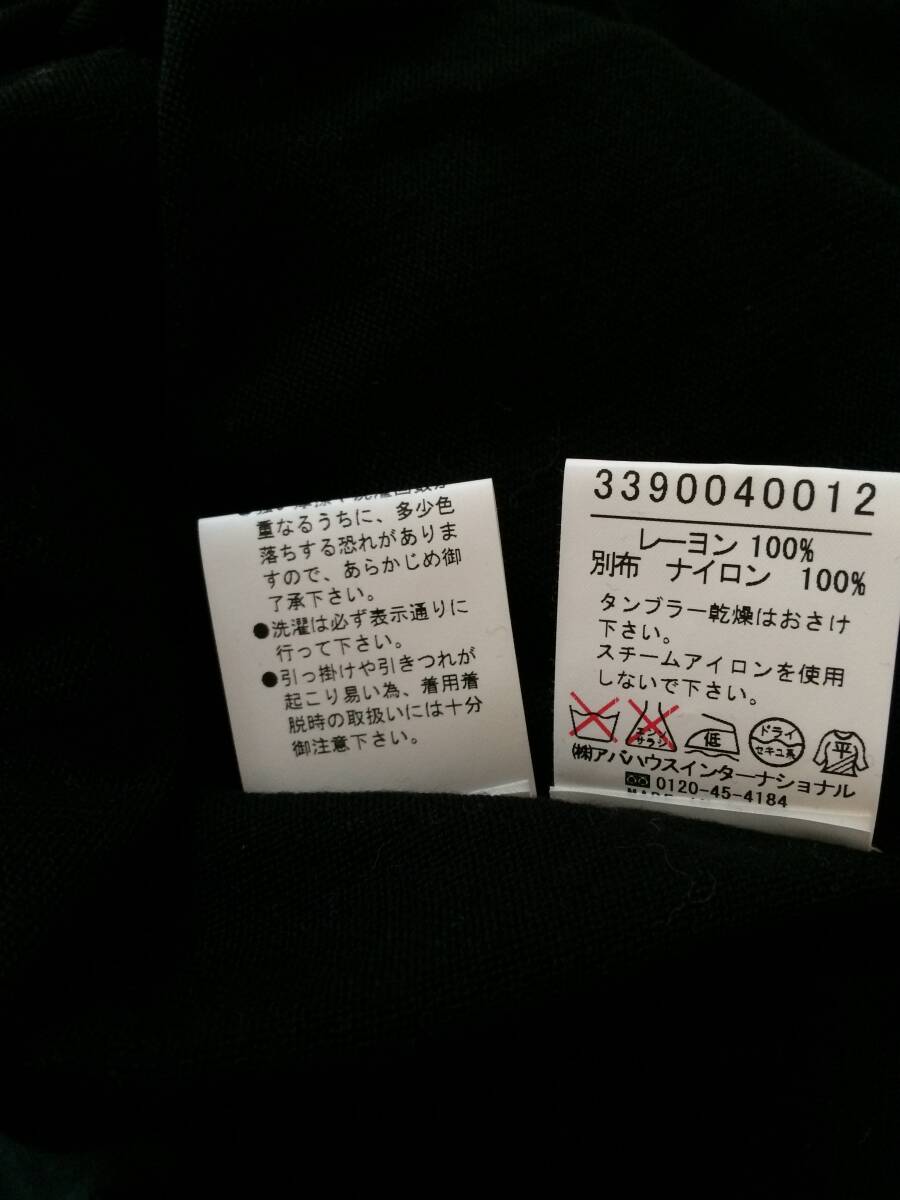 重なるうちに、多少色
落ちする恐れがありま
すので、あらかじめ御
了承下さい。
●洗濯は必ず表示通りに
行って下さい。
●引っ掛けや引きつれが
起こり易い為、着用着
脱時の取扱いには十分
御注意下さい。
3390040012
レーヨン 100%
別布 ナイロン 100%
タンブラー乾燥はおさけ
下さい。
スチームアイロンを使用
しないで下さい。
サラシ 低 ドライ セキユ系 平
㈱アバハウスインターナショナル
0120-45-4184